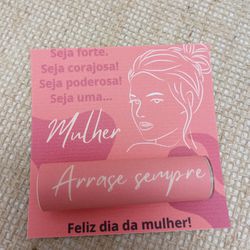 Seja forte.
Seja corajosa!
Seja poderosa!
Seja uma...
Mulher
Arrase sempre
Feliz dia da mulher!